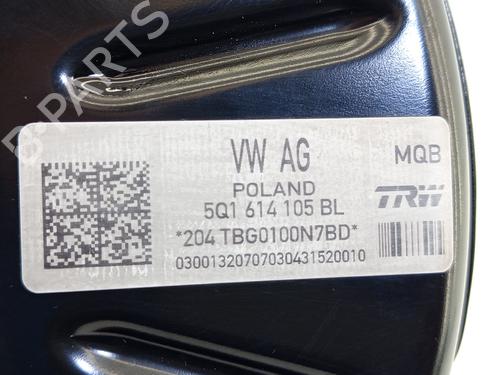 B-PARTS
VW AG
MQB
POLAND
TRW
5Q1 614 105 BL
*204 TBG0100N7BD*
03001320707030431520010